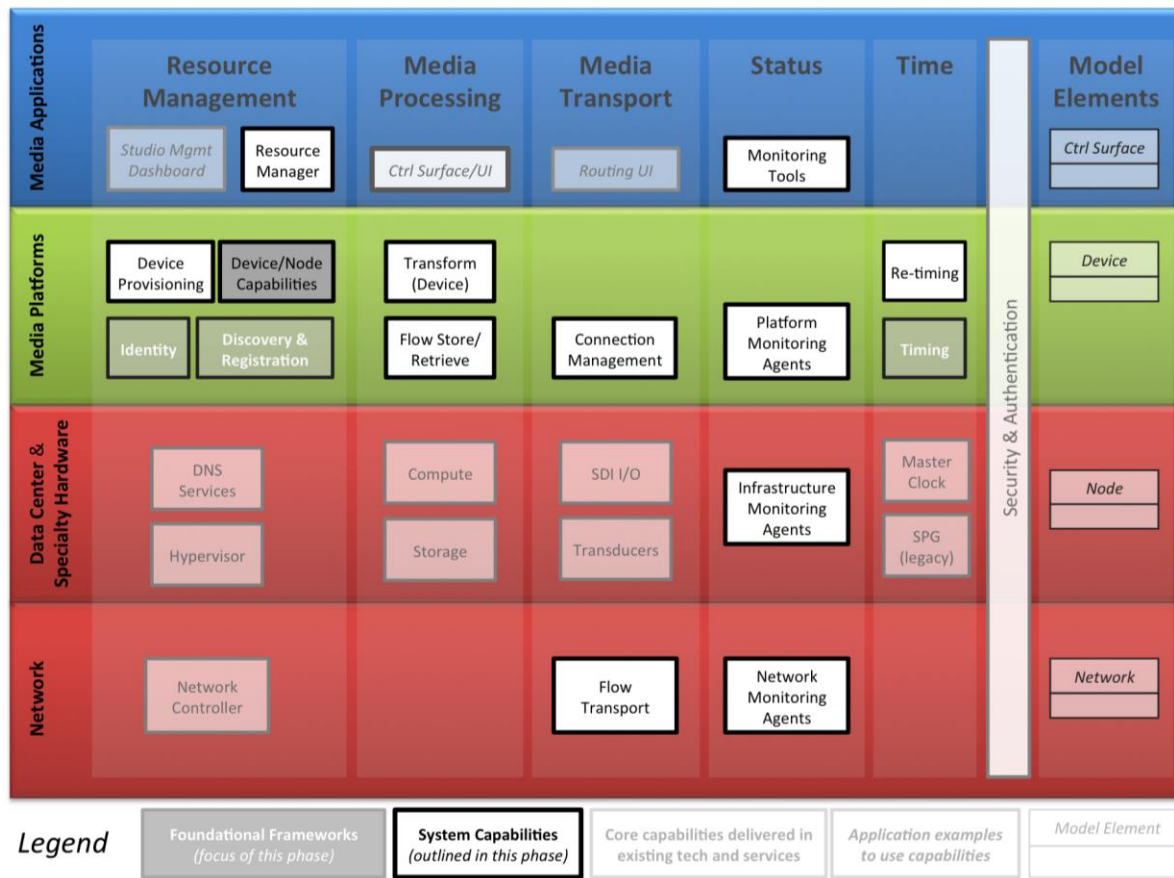 Media Applications
Resource
Management
Media
Processing
Media
Transport
Status
Time
Model
Elements
Studio Mgmt
Dashboard
Resource
Manager
Ctrl Surface/UI
Routing UI
Monitoring
Tools
Ctrl Surface
Media Platforms
Device
Provisioning
Device/Node
Capabilities
Transform
(Device)
Re-timing
Device
Identity
Discovery &
Registration
Flow Store/
Retrieve
Connection
Management
Platform
Monitoring
Agents
Timing
Security & Authentication
Data Center &
Specialty Hardware
DNS
Services
Compute
SDI I/O
Infrastructure
Monitoring
Agents
Master
Clock
Node
Hypervisor
Storage
Transducers
SPG
(legacy)
Network
Network
Controller
Flow
Transport
Network
Monitoring
Agents
Network
Legend
Foundational Frameworks
(focus of this phase)
System Capabilities
(outlined in this phase)
Core capabilities delivered in
existing tech and services
Application examples
to use capabilities
Model Element